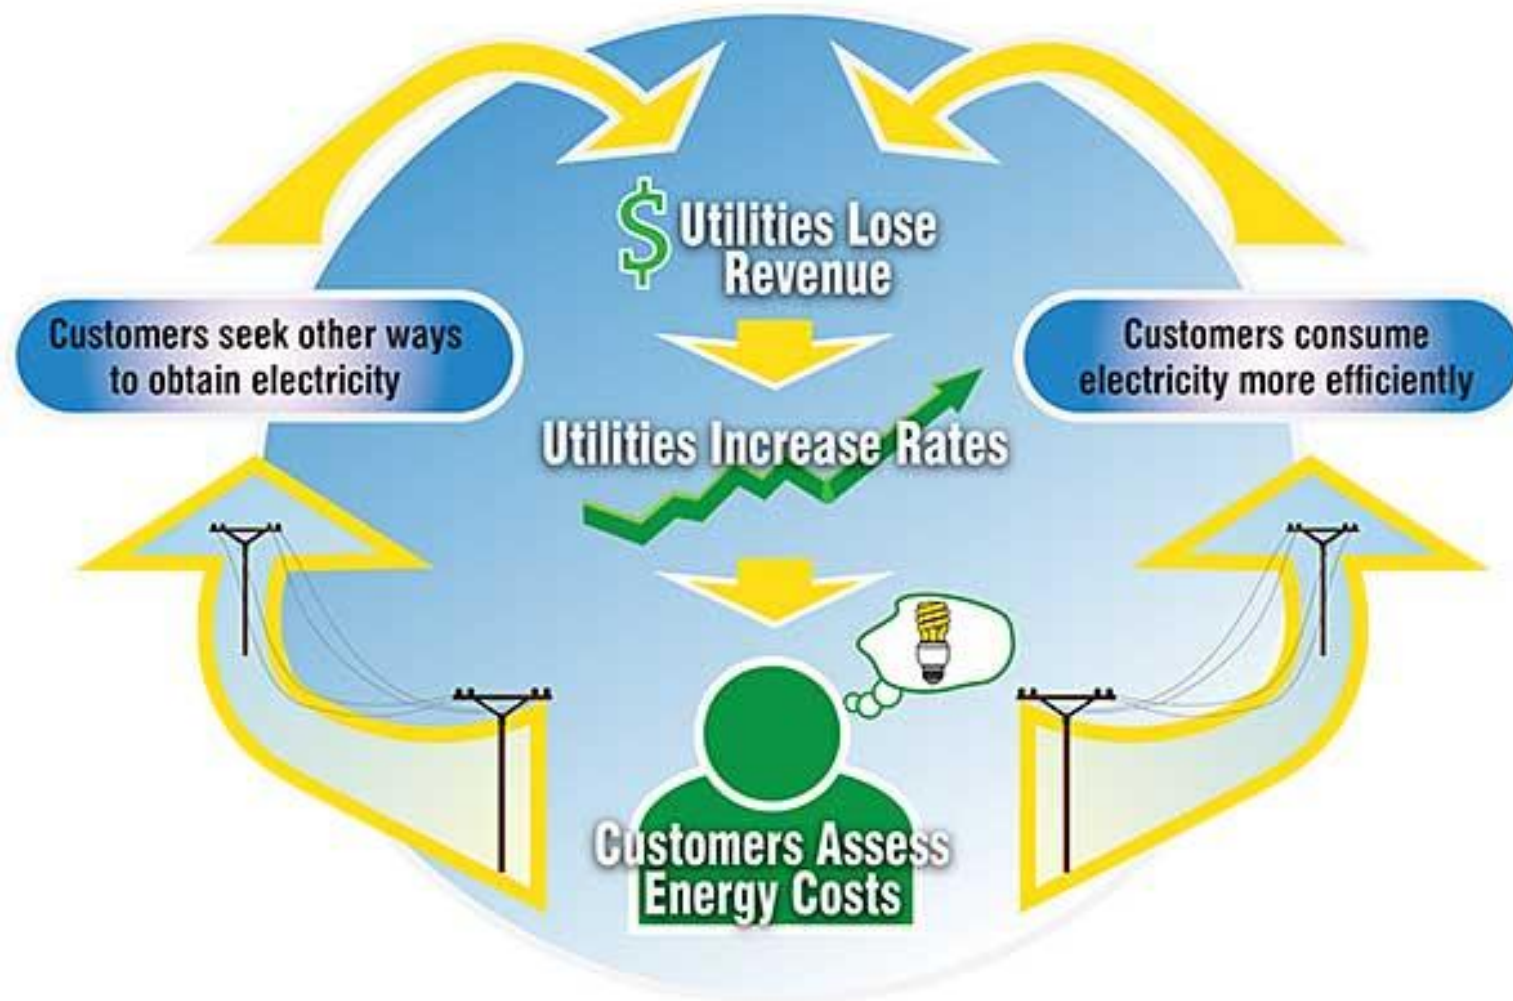 $ Utilities Lose
Revenue
Customers seek other ways
to obtain electricity
Customers consume
electricity more efficiently
Utilities Increase Rates
Customers Assess
Energy Costs